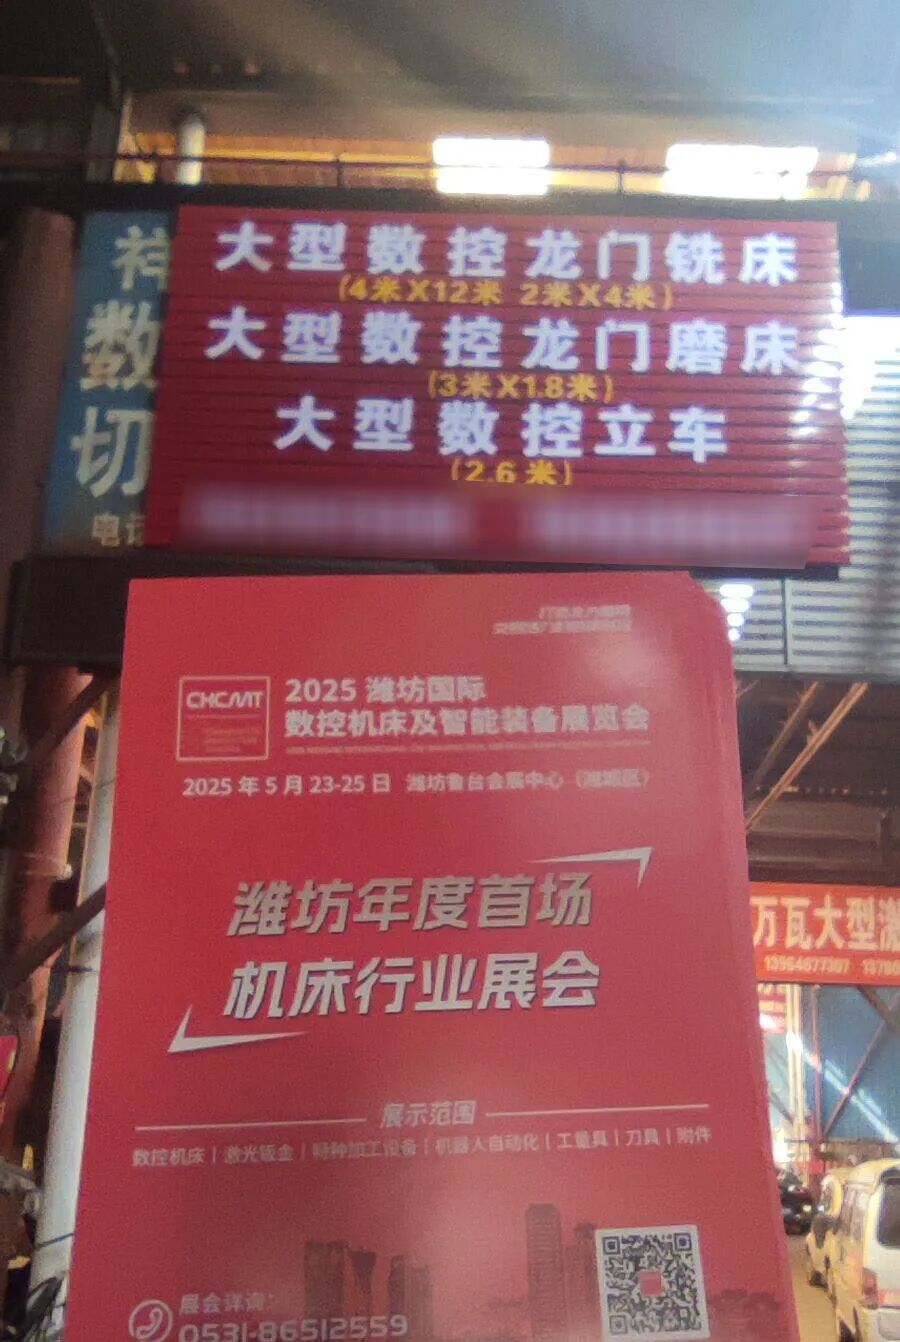 祥
数
切
大型数控龙门铣床
(4米X12米 2米X4米)
大型数控龙门磨床
(3米X1.8米)
大型数控立车
(2.6米)
CHCMT
2025 潍坊国际
数控机床及智能装备展览会
2025 年 5 月 23-25 日 潍坊鲁台会展中心（潍城区）
潍坊年度首场
机床行业展会
展示范围
数控机床 | 激光钣金 | 特种加工设备 | 机器人自动化 | 工量具 | 刀具 | 附件
展会详询:
0531-86512559
万瓦大型激
13964677307